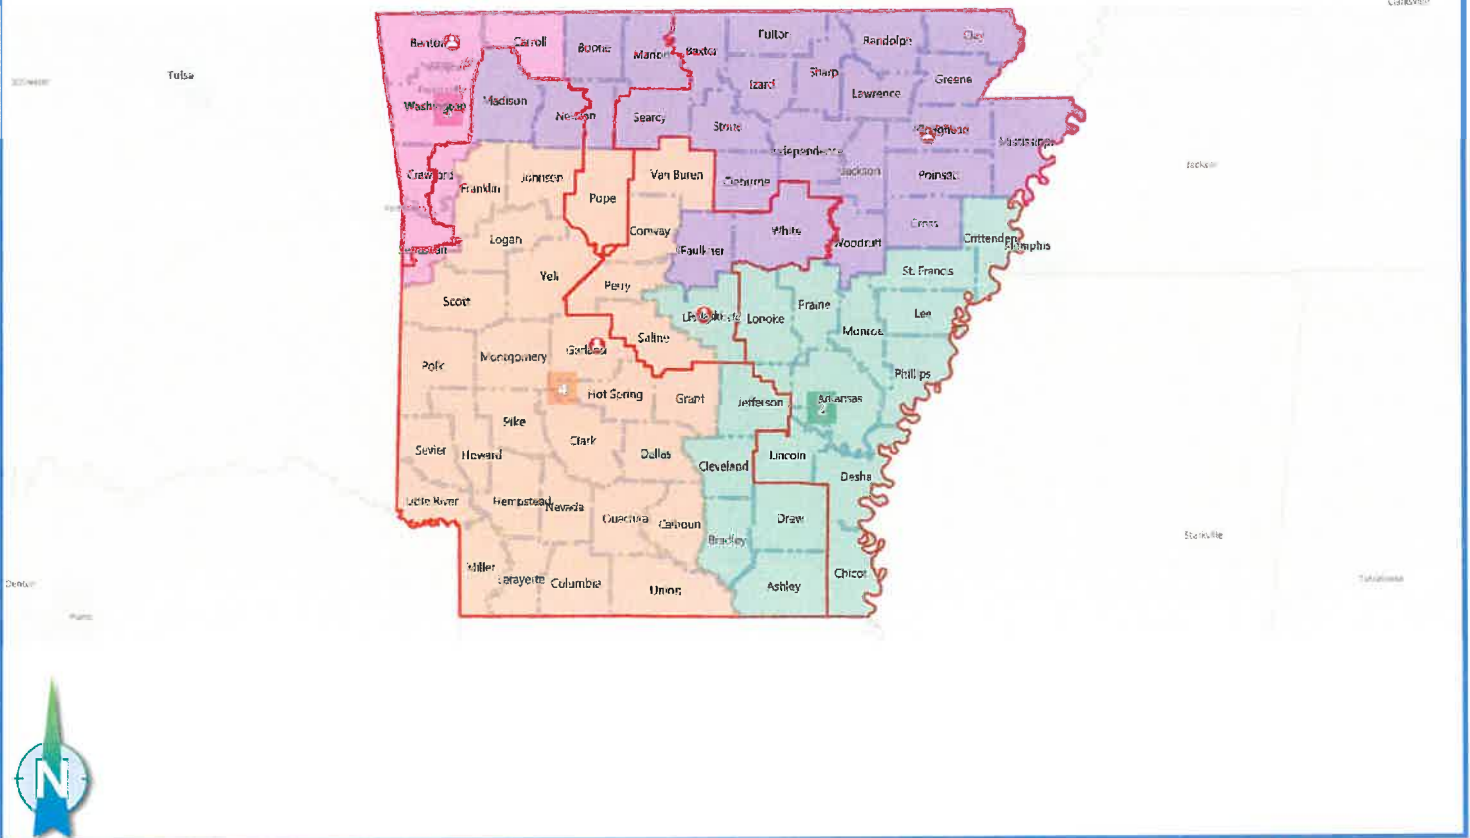 Benton
Carroll
Boone
Marion
Baxter
Fulton
Randolph
Clay
Tulsa
Washington
Madison
Newton
Searcy
Izard
Sharp
Lawrence
Greene
Stone
Independence
Craighead
Mississippi
Jackson
Crawford
Franklin
Johnson
Pope
Van Buren
Cleburne
Jackson
Poinsett
Logan
Conway
Faulkner
White
Woodruff
Cross
Crittenden
Memphis
Scott
Yell
Perry
St. Francis
Lonoke
Prairie
Lee
Monroe
Saline
Garland
Polk
Montgomery
Hot Spring
Grant
Jefferson
Arkansas
Phillips
4
2
Pike
Clark
Dallas
Cleveland
Lincoln
Desha
Sevier
Howard
Little River
Hempstead
Nevada
Ouachita
Calhoun
Bradley
Drew
Starkville
Miller
Lafayette
Columbia
Union
Ashley
Chicot
Denton
N